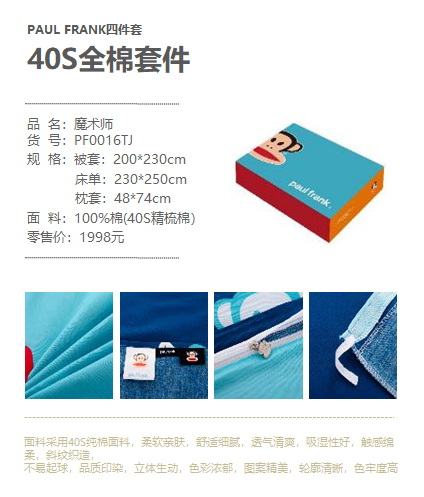 PAUL FRANK四件套
40S全棉套件
品 名：魔术师
货 号：PF0016TJ
规 格：被套：200*230cm
床单：230*250cm
枕套：48*74cm
面 料：100%棉(40S精梳棉)
零售价：1998元
paul frank.
面料采用40S纯棉面料，柔软亲肤，舒适细腻，透气清爽，吸湿性好，触感绵
柔，斜纹织造，
不易起球，品质印染，立体生动，色彩浓郁，图案精美，轮廓清晰，色牢度高